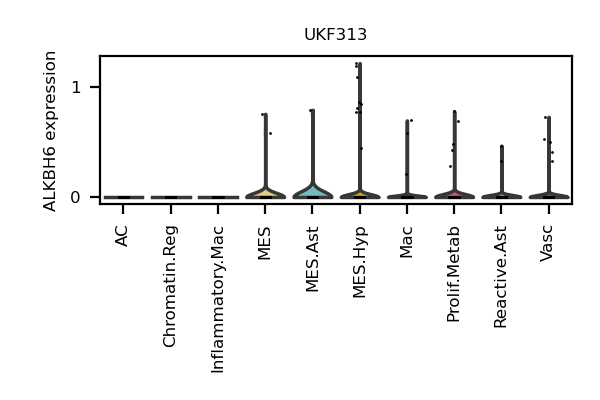 UKF313
ALKBH6 expression
1
0
AC
Chromatin.Reg
Inflammatory.Mac
MES
MES.Ast
MES.Hyp
Mac
Prolif.Metab
Reactive.Ast
Vasc